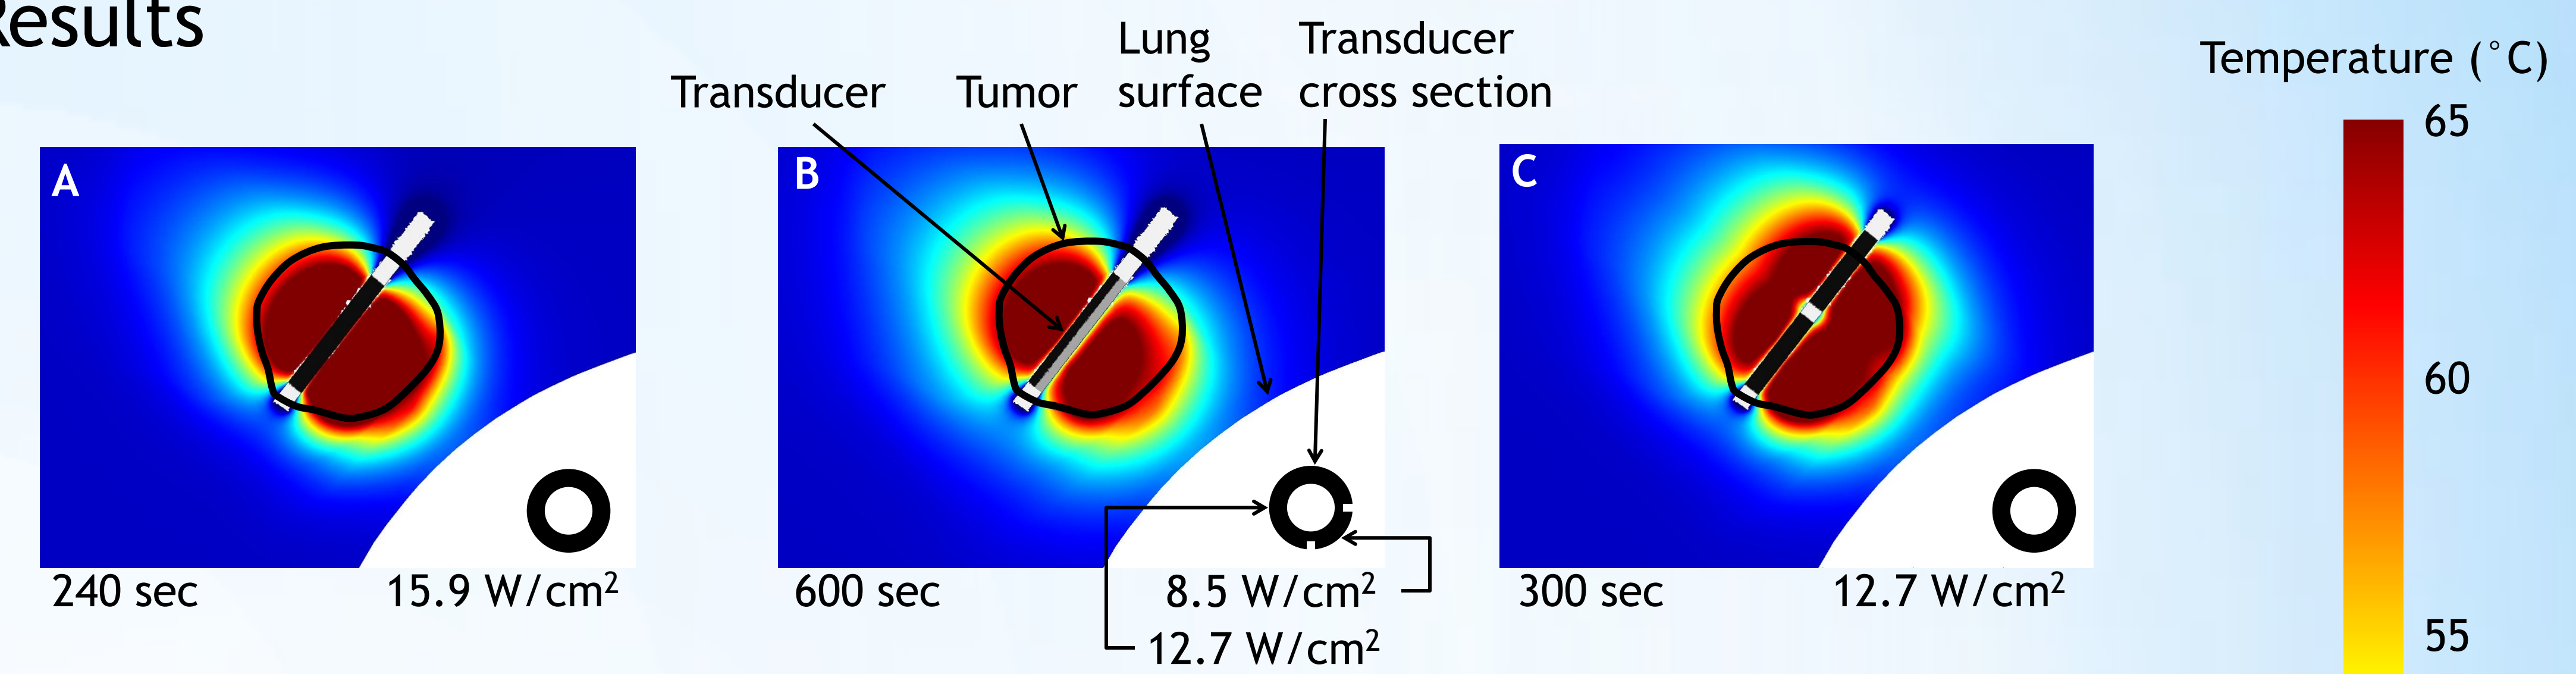 Results
Transducer
Tumor
Lung
surface
Transducer
cross section
Temperature (°C)
65
60
55
A
B
C
240 sec
15.9 W/cm²
600 sec
8.5 W/cm²
12.7 W/cm²
300 sec
12.7 W/cm²